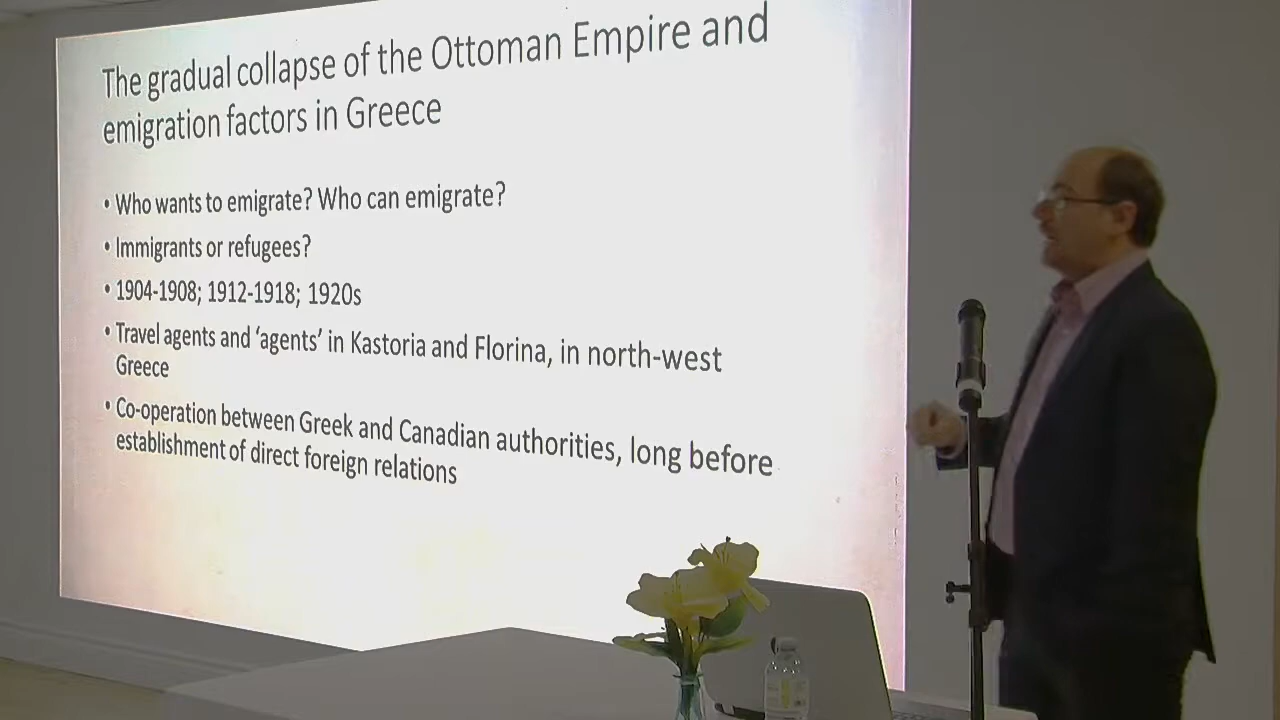 The gradual collapse of the Ottoman Empire and
emigration factors in Greece
• Who wants to emigrate? Who can emigrate?
• Immigrants or refugees?
• 1904-1908; 1912-1918; 1920s
• Travel agents and ‘agents’ in Kastoria and Florina, in north-west
Greece
• Co-operation between Greek and Canadian authorities, long before
establishment of direct foreign relations